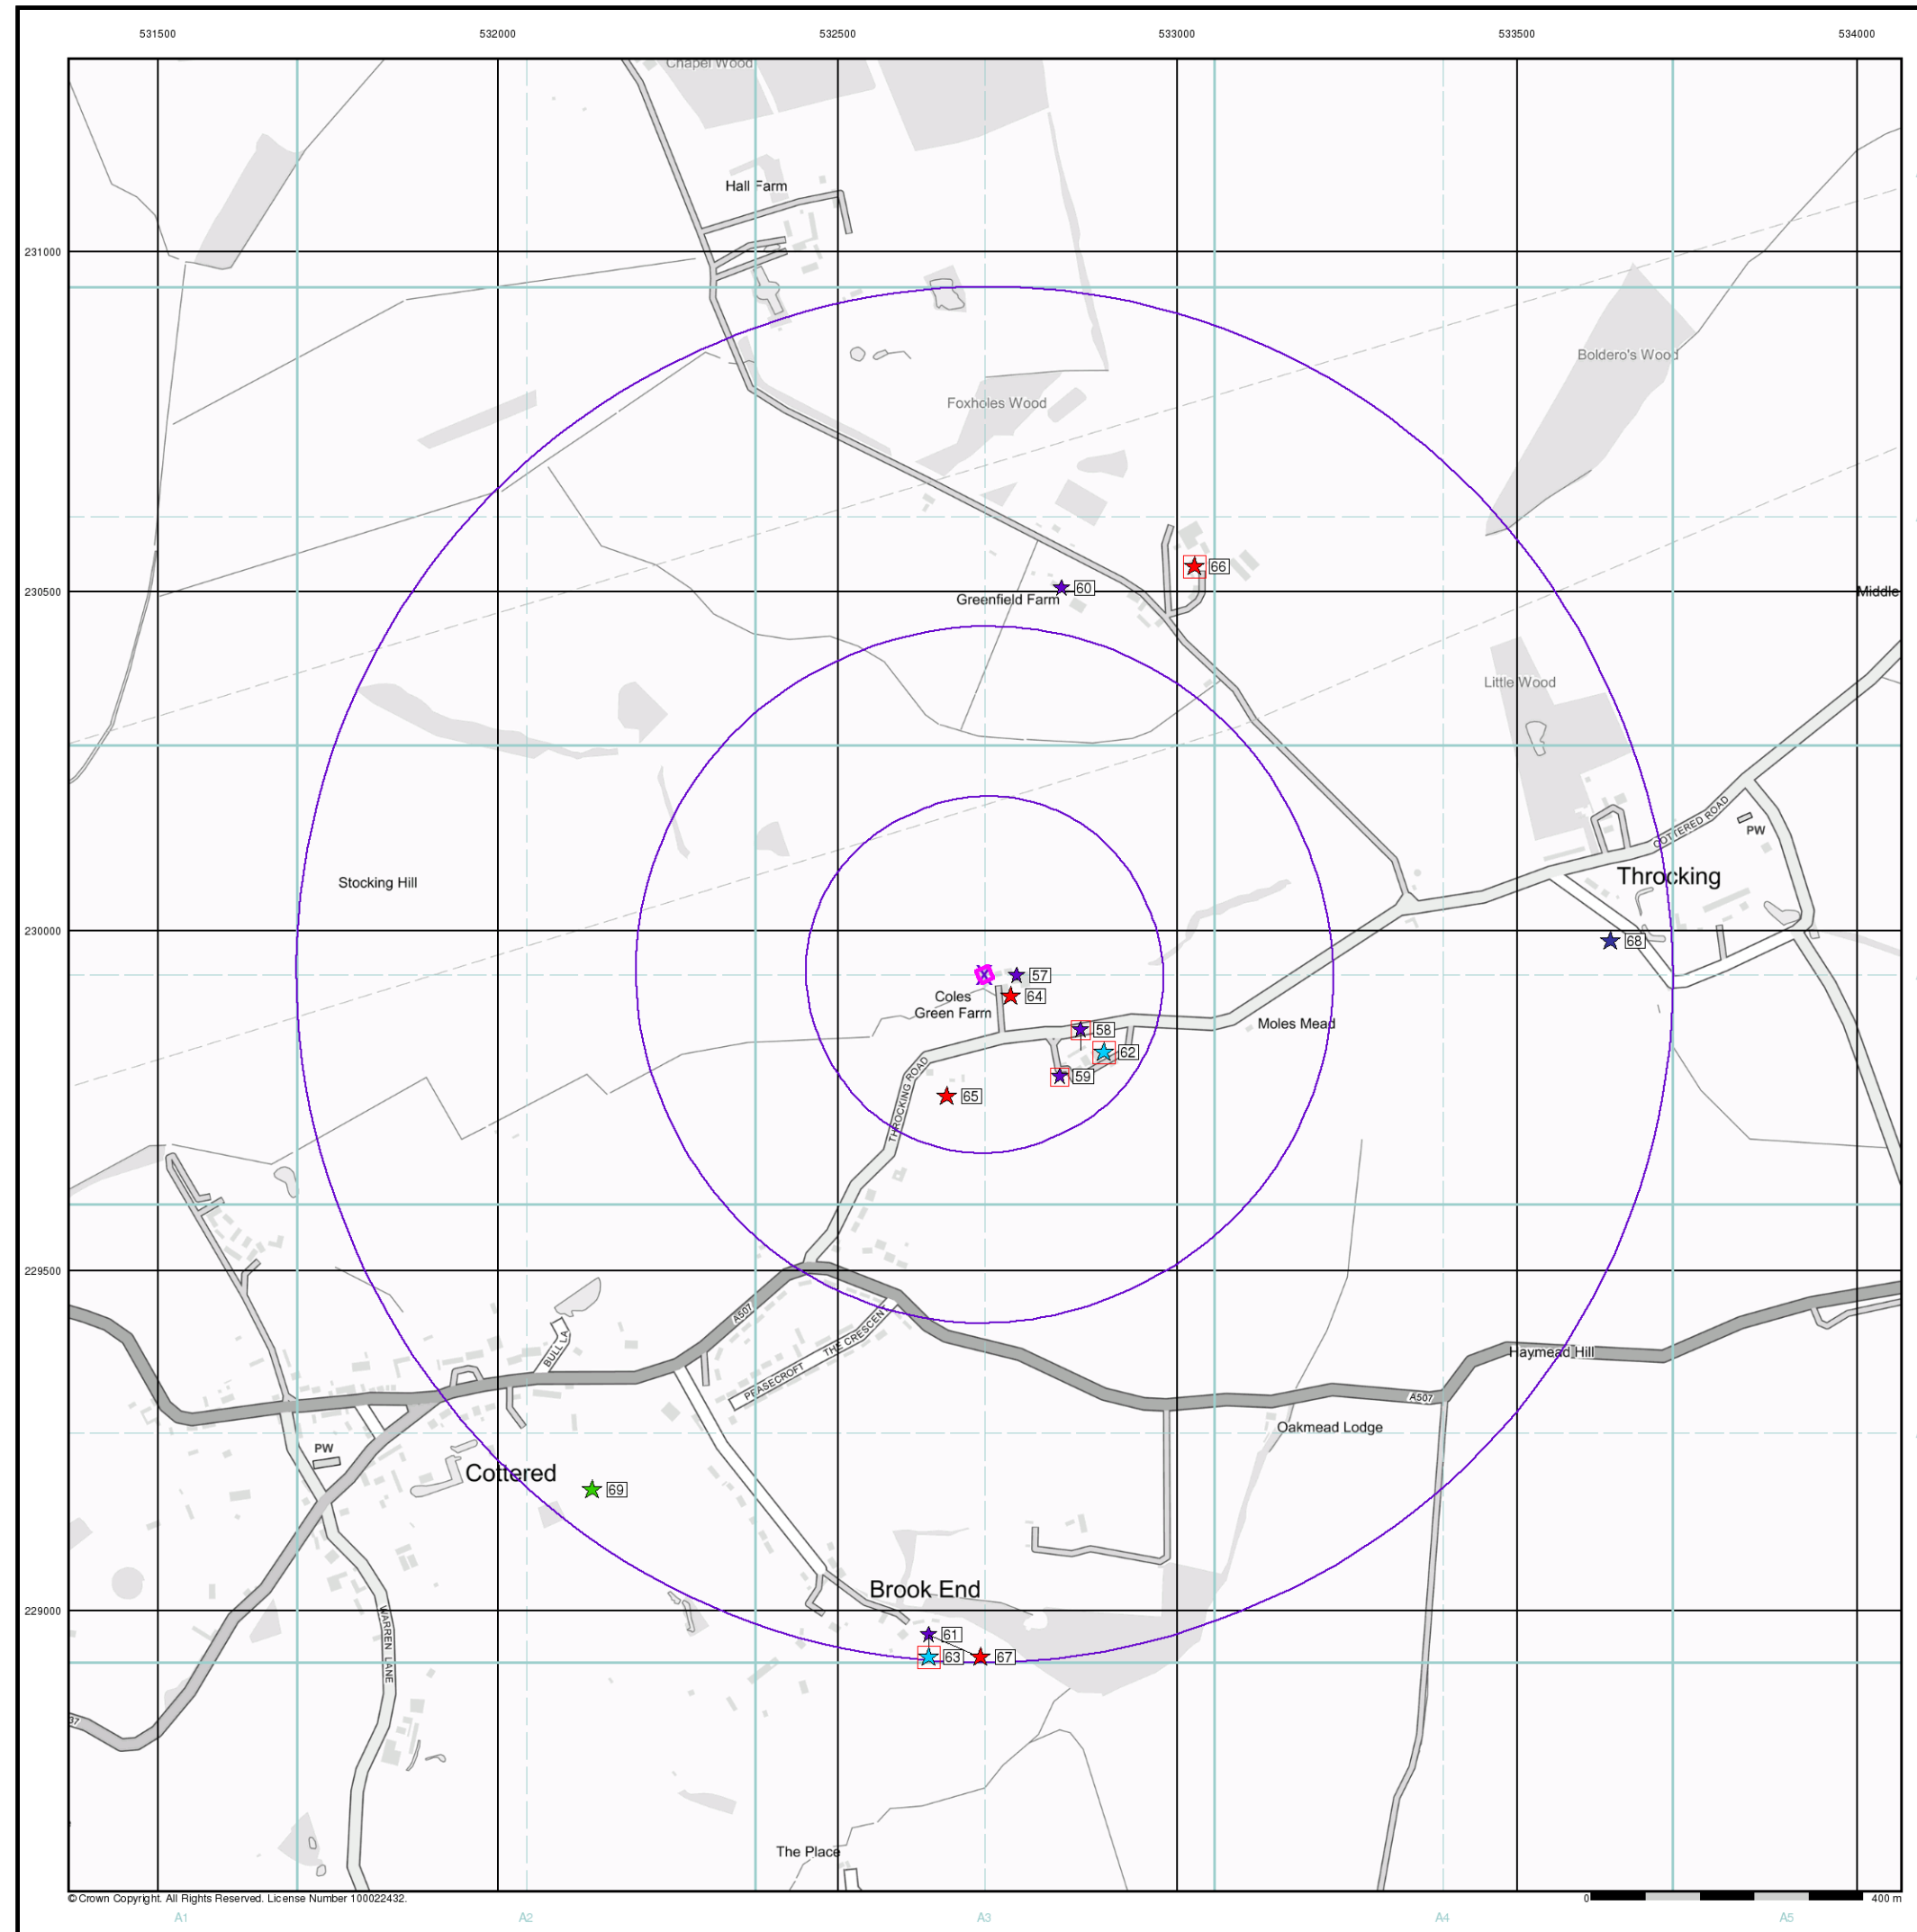 531500 532000 532500 533000 533500 534000
Chapel Wood
Hall Farm
231000
Boldero's Wood
Foxholes Wood
66
60
230500
Greenfield Farm
Middle
Little Wood
COTTERED ROAD
PW
Throcking
Stocking Hill
230000
68
57
Coles
Green Farm
64
Moles Mead
58
62
59
THROCKING ROAD
65
229500
A507
THE CRESCEN
BULL LA
PEASECROFT
Haymead Hill
A507
Oakmead Lodge
PW
Cottered
69
Brook End
229000
WARREN LANE
61
63
67
37
The Place
© Crown Copyright. All Rights Reserved. License Number 100022432.
0 400 m
A1 A2 A3 A4 A5